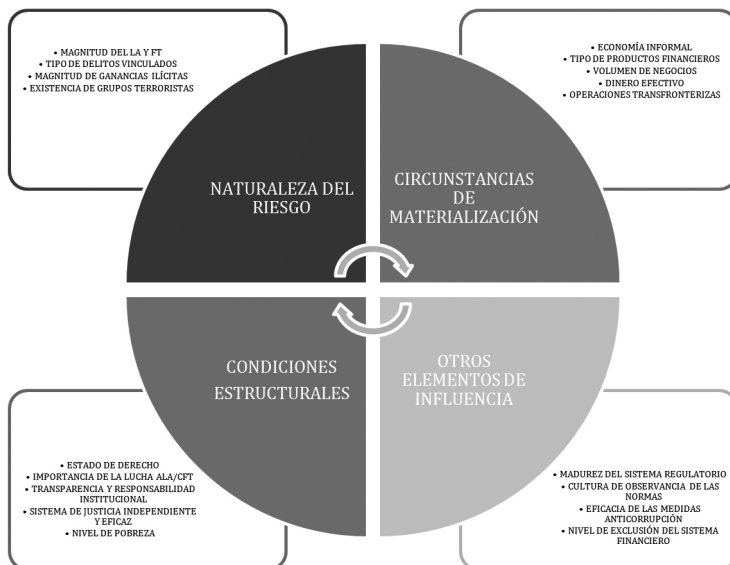 • MAGNITUD DEL LA Y FT
• TIPO DE DELITOS VINCULADOS
• MAGNITUD DE GANANCIAS ILÍCITAS
• EXISTENCIA DE GRUPOS TERRORISTAS
• ECONOMÍA INFORMAL
• TIPO DE PRODUCTOS FINANCIEROS
• VOLUMEN DE NEGOCIOS
• DINERO EFECTIVO
• OPERACIONES TRANSFRONTERIZAS
NATURALEZA DEL
RIESGO
CIRCUNSTANCIAS
DE
MATERIALIZACIÓN
CONDICIONES
ESTRUCTURALES
OTROS
ELEMENTOS DE
INFLUENCIA
• ESTADO DE DERECHO
• IMPORTANCIA DE LA LUCHA ALA/CFT
• TRANSPARENCIA Y RESPONSABILIDAD
INSTITUCIONAL
• SISTEMA DE JUSTICIA INDEPENDIENTE
Y EFICAZ
• NIVEL DE POBREZA
• MADUREZ DEL SISTEMA REGULATORIO
• CULTURA DE OBSERVANCIA DE LAS
NORMAS
• EFICACIA DE LAS MEDIDAS
ANTICORRUPCIÓN
• NIVEL DE EXCLUSIÓN DEL SISTEMA
FINANCIERO